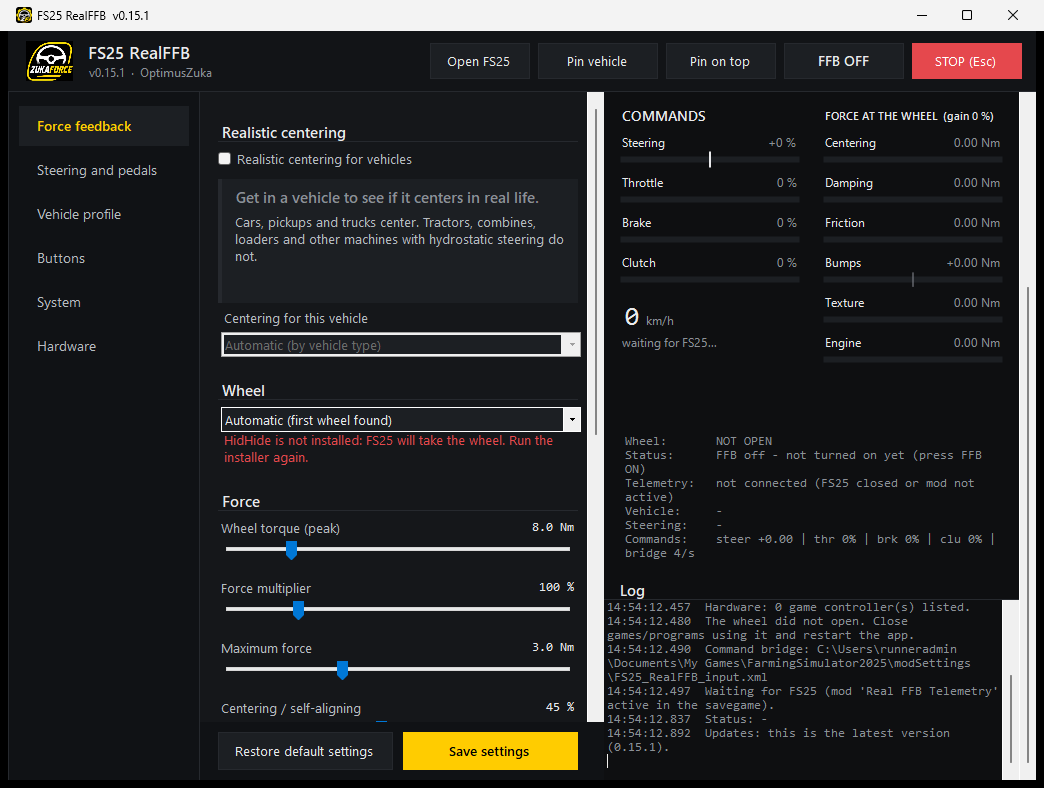 FS25 RealFFB v0.15.1
ZUKAFORCE
FS25 RealFFB
v0.15.1 · OptimusZuka
Open FS25
Pin vehicle
Pin on top
FFB OFF
STOP (Esc)
Force feedback
Steering and pedals
Vehicle profile
Buttons
System
Hardware
Realistic centering
Realistic centering for vehicles
Get in a vehicle to see if it centers in real life.
Cars, pickups and trucks center. Tractors, combines,
loaders and other machines with hydrostatic steering do
not.
Centering for this vehicle
Automatic (by vehicle type)
Wheel
Automatic (first wheel found)
HidHide is not installed: FS25 will take the wheel. Run the
installer again.
Force
Wheel torque (peak) 8.0 Nm
Force multiplier 100 %
Maximum force 3.0 Nm
Centering / self-aligning 45 %
Restore default settings
Save settings
COMMANDS
Steering +0 %
Throttle 0 %
Brake 0 %
Clutch 0 %
0 km/h
waiting for FS25...
FORCE AT THE WHEEL (gain 0 %)
Centering 0.00 Nm
Damping 0.00 Nm
Friction 0.00 Nm
Bumps +0.00 Nm
Texture 0.00 Nm
Engine 0.00 Nm
Wheel: NOT OPEN
Status: FFB off - not turned on yet (press FFB
ON)
Telemetry: not connected (FS25 closed or mod not
active)
Vehicle: -
Steering: -
Commands: steer +0.00 | thr 0% | brk 0% | clu 0% |
bridge 4/s
Log
14:54:12.457 Hardware: 0 game controller(s) listed.
14:54:12.480 The wheel did not open. Close
games/programs using it and restart the app.
14:54:12.490 Command bridge: C:\Users\runneradmin
\Documents\My Games\FarmingSimulator2025\modSettings
\FS25_RealFFB_input.xml
14:54:12.497 Waiting for FS25 (mod 'Real FFB Telemetry'
active in the savegame).
14:54:12.837 Status: -
14:54:12.892 Updates: this is the latest version
(0.15.1).